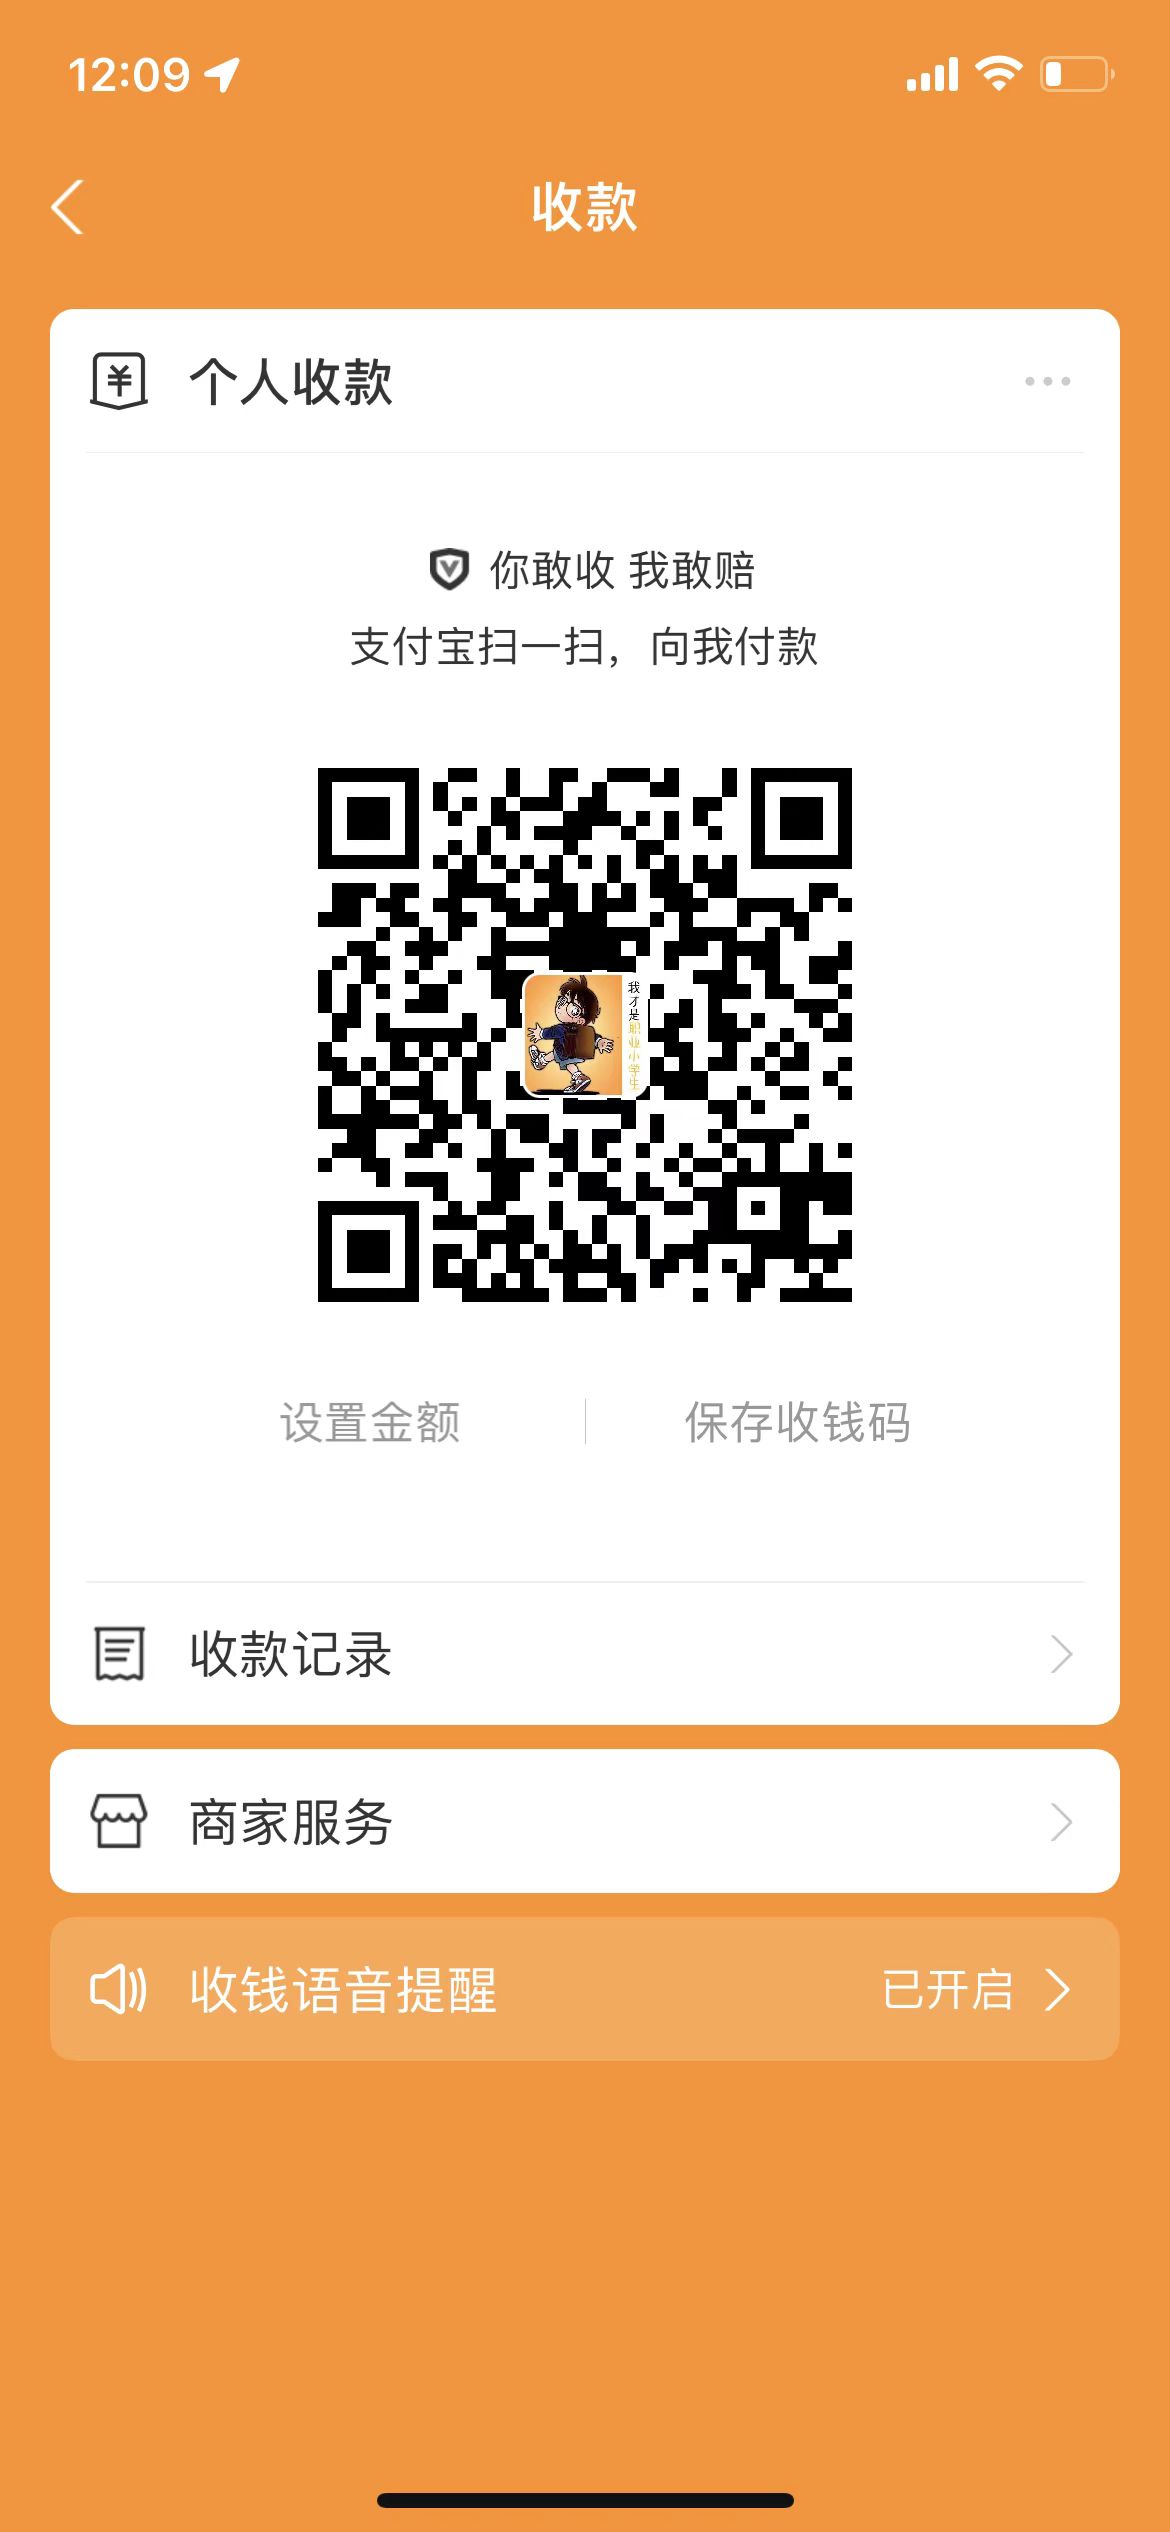 12:09
收款
个人收款
你敢收 我敢赔
支付宝扫一扫，向我付款
我才是职业小学生
设置金额
保存收钱码
收款记录
商家服务
收钱语音提醒
已开启